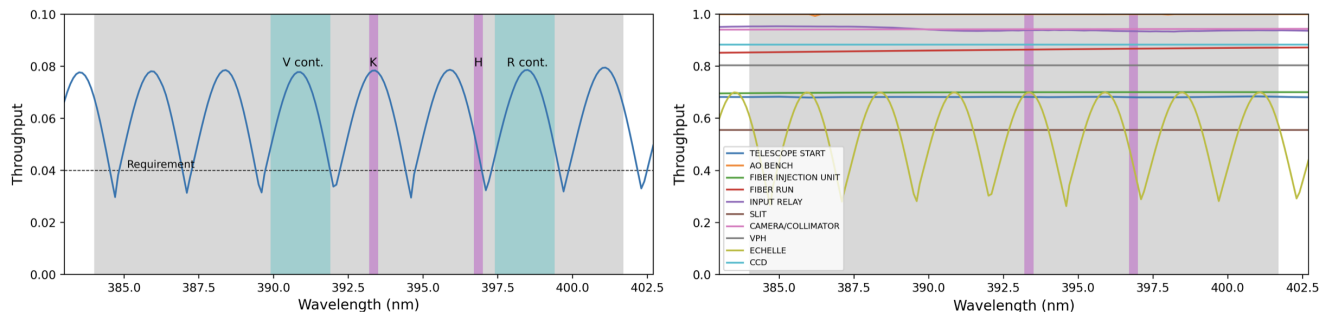 0.10
0.08
0.06
0.04
0.02
0.00
Throughput
V cont.
K
H
R cont.
Requirement
385.0
387.5
390.0
392.5
395.0
397.5
400.0
402.5
Wavelength (nm)
1.0
0.8
0.6
0.4
0.2
0.0
Throughput
TELESCOPE START
AO BENCH
FIBER INJECTION UNIT
FIBER RUN
INPUT RELAY
SLIT
CAMERA/COLLIMATOR
VPH
ECHELLE
CCD
385.0
387.5
390.0
392.5
395.0
397.5
400.0
402.5
Wavelength (nm)